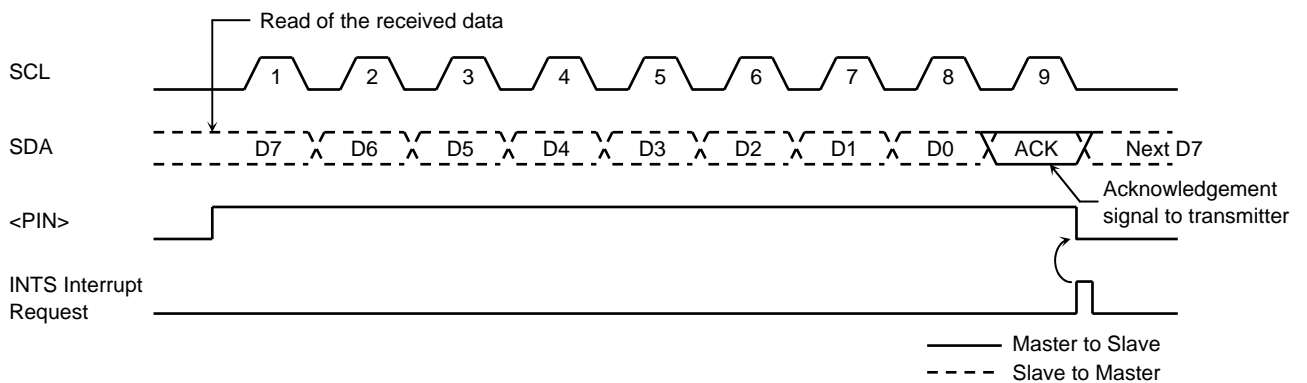 Read of the received data
SCL
1 2 3 4 5 6 7 8 9
SDA
D7 D6 D5 D4 D3 D2 D1 D0 ACK Next D7
Acknowledgement
signal to transmitter
<PIN>
INTS Interrupt
Request
Master to Slave
Slave to Master